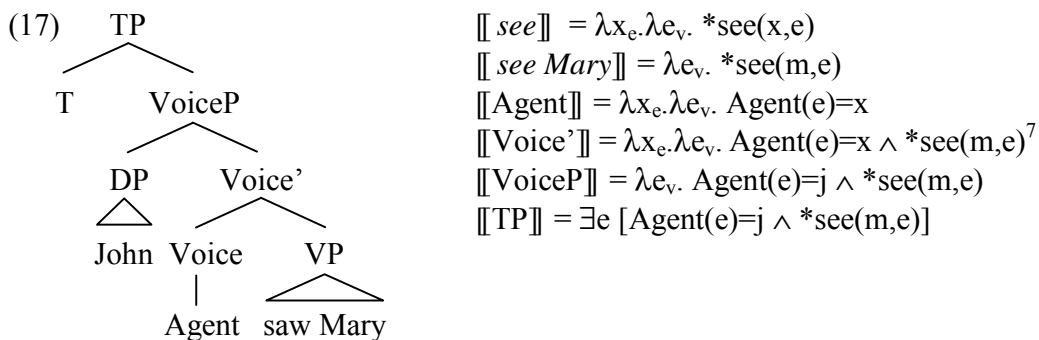 (17) TP
T VoiceP
DP Voice’
John Voice VP
Agent saw Mary
⟦ see⟧ = λxₑ.λeᵥ. *see(x,e)
⟦ see Mary⟧ = λeᵥ. *see(m,e)
⟦Agent⟧ = λxₑ.λeᵥ. Agent(e)=x
⟦Voice’⟧ = λxₑ.λeᵥ. Agent(e)=x ∧ *see(m,e)⁷
⟦VoiceP⟧ = λeᵥ. Agent(e)=j ∧ *see(m,e)
⟦TP⟧ = ∃e [Agent(e)=j ∧ *see(m,e)]